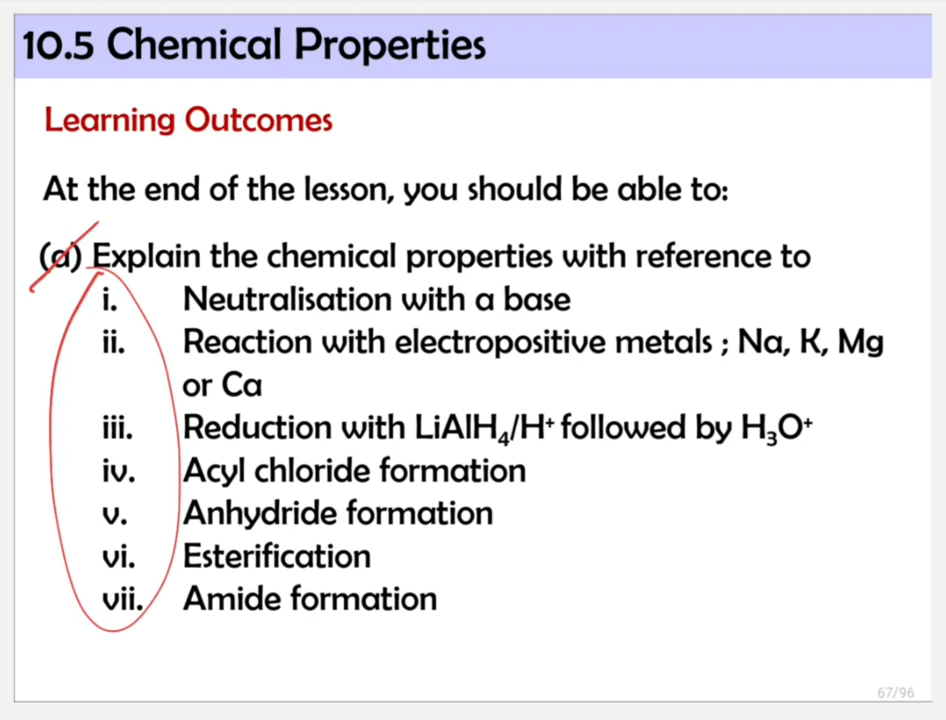 10.5 Chemical Properties
Learning Outcomes
At the end of the lesson, you should be able to:
(a) Explain the chemical properties with reference to
i. Neutralisation with a base
ii. Reaction with electropositive metals ; Na, K, Mg
or Ca
iii. Reduction with LiAlH₄/H⁺ followed by H₃O⁺
iv. Acyl chloride formation
v. Anhydride formation
vi. Esterification
vii. Amide formation
67/96